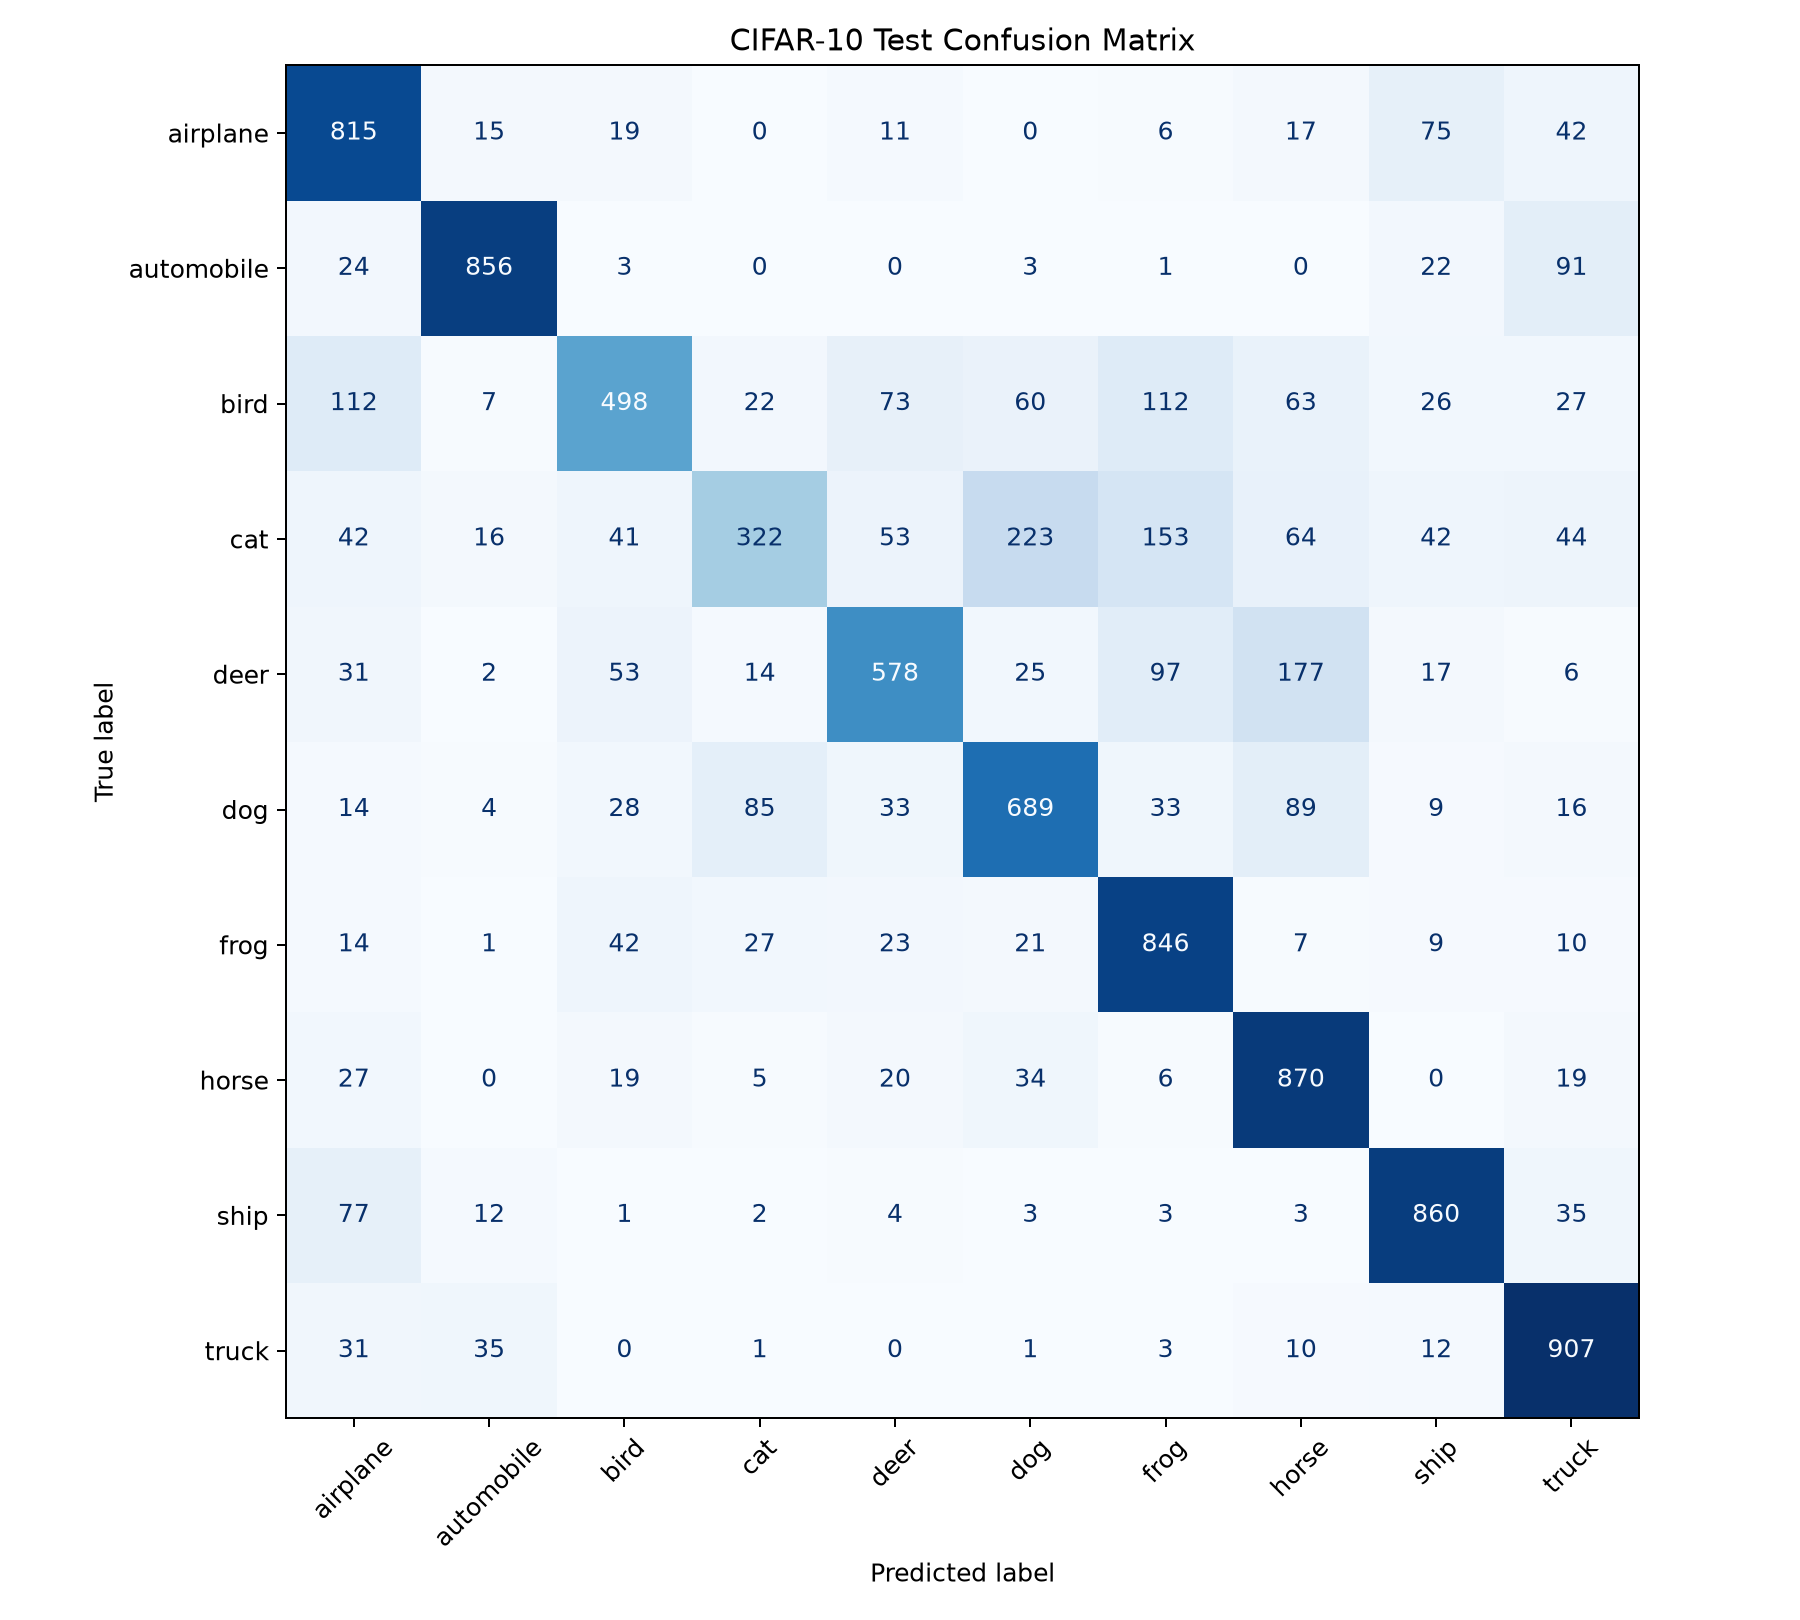 CIFAR-10 Test Confusion Matrix
airplane 815 15 19 0 11 0 6 17 75 42
automobile 24 856 3 0 0 3 1 0 22 91
bird 112 7 498 22 73 60 112 63 26 27
cat 42 16 41 322 53 223 153 64 42 44
deer 31 2 53 14 578 25 97 177 17 6
True label
dog 14 4 28 85 33 689 33 89 9 16
frog 14 1 42 27 23 21 846 7 9 10
horse 27 0 19 5 20 34 6 870 0 19
ship 77 12 1 2 4 3 3 3 860 35
truck 31 35 0 1 0 1 3 10 12 907
airplane automobile bird cat deer dog frog horse ship truck
Predicted label